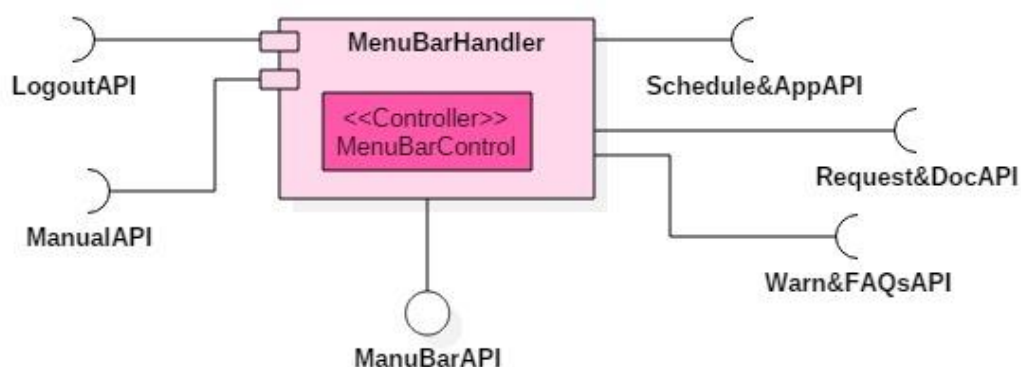 MenuBarHandler
<<Controller>>
MenuBarControl
LogoutAPI
ManualAPI
Schedule&AppAPI
Request&DocAPI
Warn&FAQsAPI
ManuBarAPI